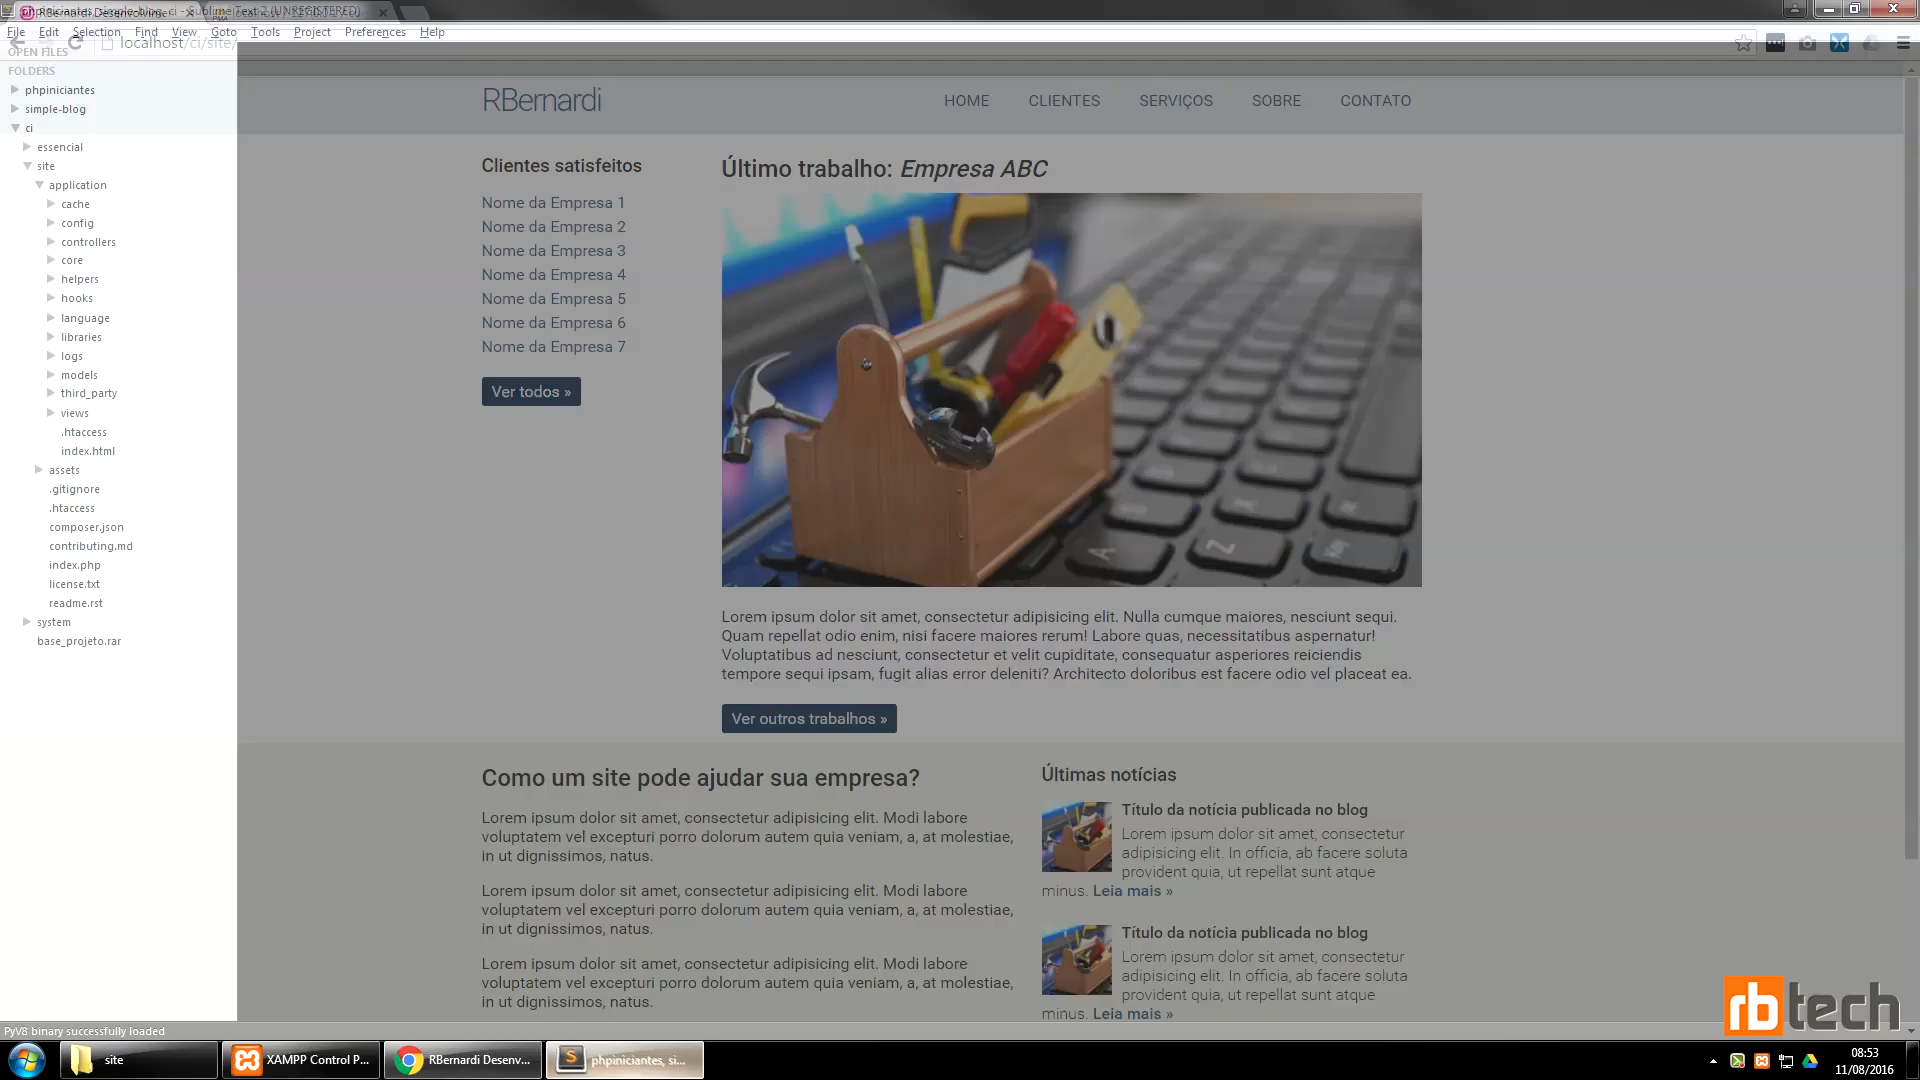 RBernardi Desenvolvime
phpiniciantes, simple-blog, ci - Sublime Text 2 (UNREGISTERED)
File Edit Selection Find View Goto Tools Project Preferences Help
localhost/ci/site/
OPEN FILES
FOLDERS
phpiniciantes
simple-blog
ci
essencial
site
application
cache
config
controllers
core
helpers
hooks
language
libraries
logs
models
third_party
views
.htaccess
index.html
assets
.gitignore
.htaccess
composer.json
contributing.md
index.php
license.txt
readme.rst
system
base_projeto.rar
RBernardi
HOME CLIENTES SERVIÇOS SOBRE CONTATO
Clientes satisfeitos
Nome da Empresa 1
Nome da Empresa 2
Nome da Empresa 3
Nome da Empresa 4
Nome da Empresa 5
Nome da Empresa 6
Nome da Empresa 7
Ver todos »
Último trabalho: Empresa ABC
Lorem ipsum dolor sit amet, consectetur adipisicing elit. Nulla cumque maiores, nesciunt sequi.
Quam repellat odio enim, nisi facere maiores rerum! Labore quas, necessitatibus aspernatur!
Voluptatibus ad nesciunt, consectetur et velit cupiditate, consequatur asperiores reiciendis
tempore sequi ipsam, fugit alias error deleniti? Architecto doloribus est facere odio vel placeat ea.
Ver outros trabalhos »
Como um site pode ajudar sua empresa?
Lorem ipsum dolor sit amet, consectetur adipisicing elit. Modi labore
voluptatem vel excepturi porro dolorum autem quia veniam, a, at molestiae,
in ut dignissimos, natus.
Lorem ipsum dolor sit amet, consectetur adipisicing elit. Modi labore
voluptatem vel excepturi porro dolorum autem quia veniam, a, at molestiae,
in ut dignissimos, natus.
Lorem ipsum dolor sit amet, consectetur adipisicing elit. Modi labore
voluptatem vel excepturi porro dolorum autem quia veniam, a, at molestiae,
in ut dignissimos, natus.
Últimas notícias
Título da notícia publicada no blog
Lorem ipsum dolor sit amet, consectetur
adipisicing elit. In officia, ab facere soluta
provident quia, ut repellat sunt atque
minus. Leia mais »
Título da notícia publicada no blog
Lorem ipsum dolor sit amet, consectetur
adipisicing elit. In officia, ab facere soluta
provident quia, ut repellat sunt atque
minus. Leia mais »
rbtech
PyV8 binary successfully loaded
site
XAMPP Control P...
RBernardi Desenv...
phpiniciantes, si...
08:53
11/08/2016